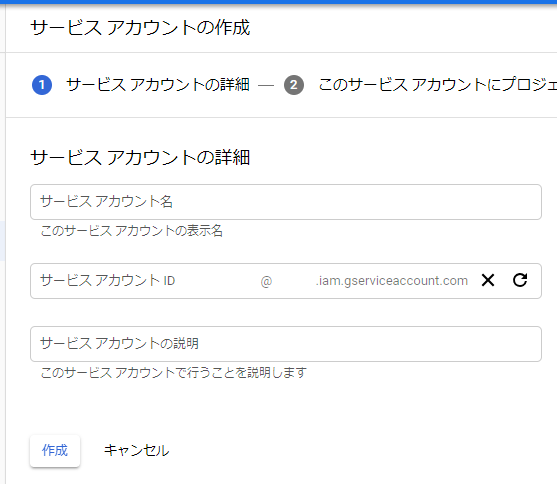 サービス アカウントの作成
1 サービス アカウントの詳細 — 2 このサービス アカウントにプロジェ
サービス アカウントの詳細
サービス アカウント名
このサービス アカウントの表示名
サービス アカウント ID @ .iam.gserviceaccount.com
サービス アカウントの説明
このサービス アカウントで行うことを説明します
作成 キャンセル